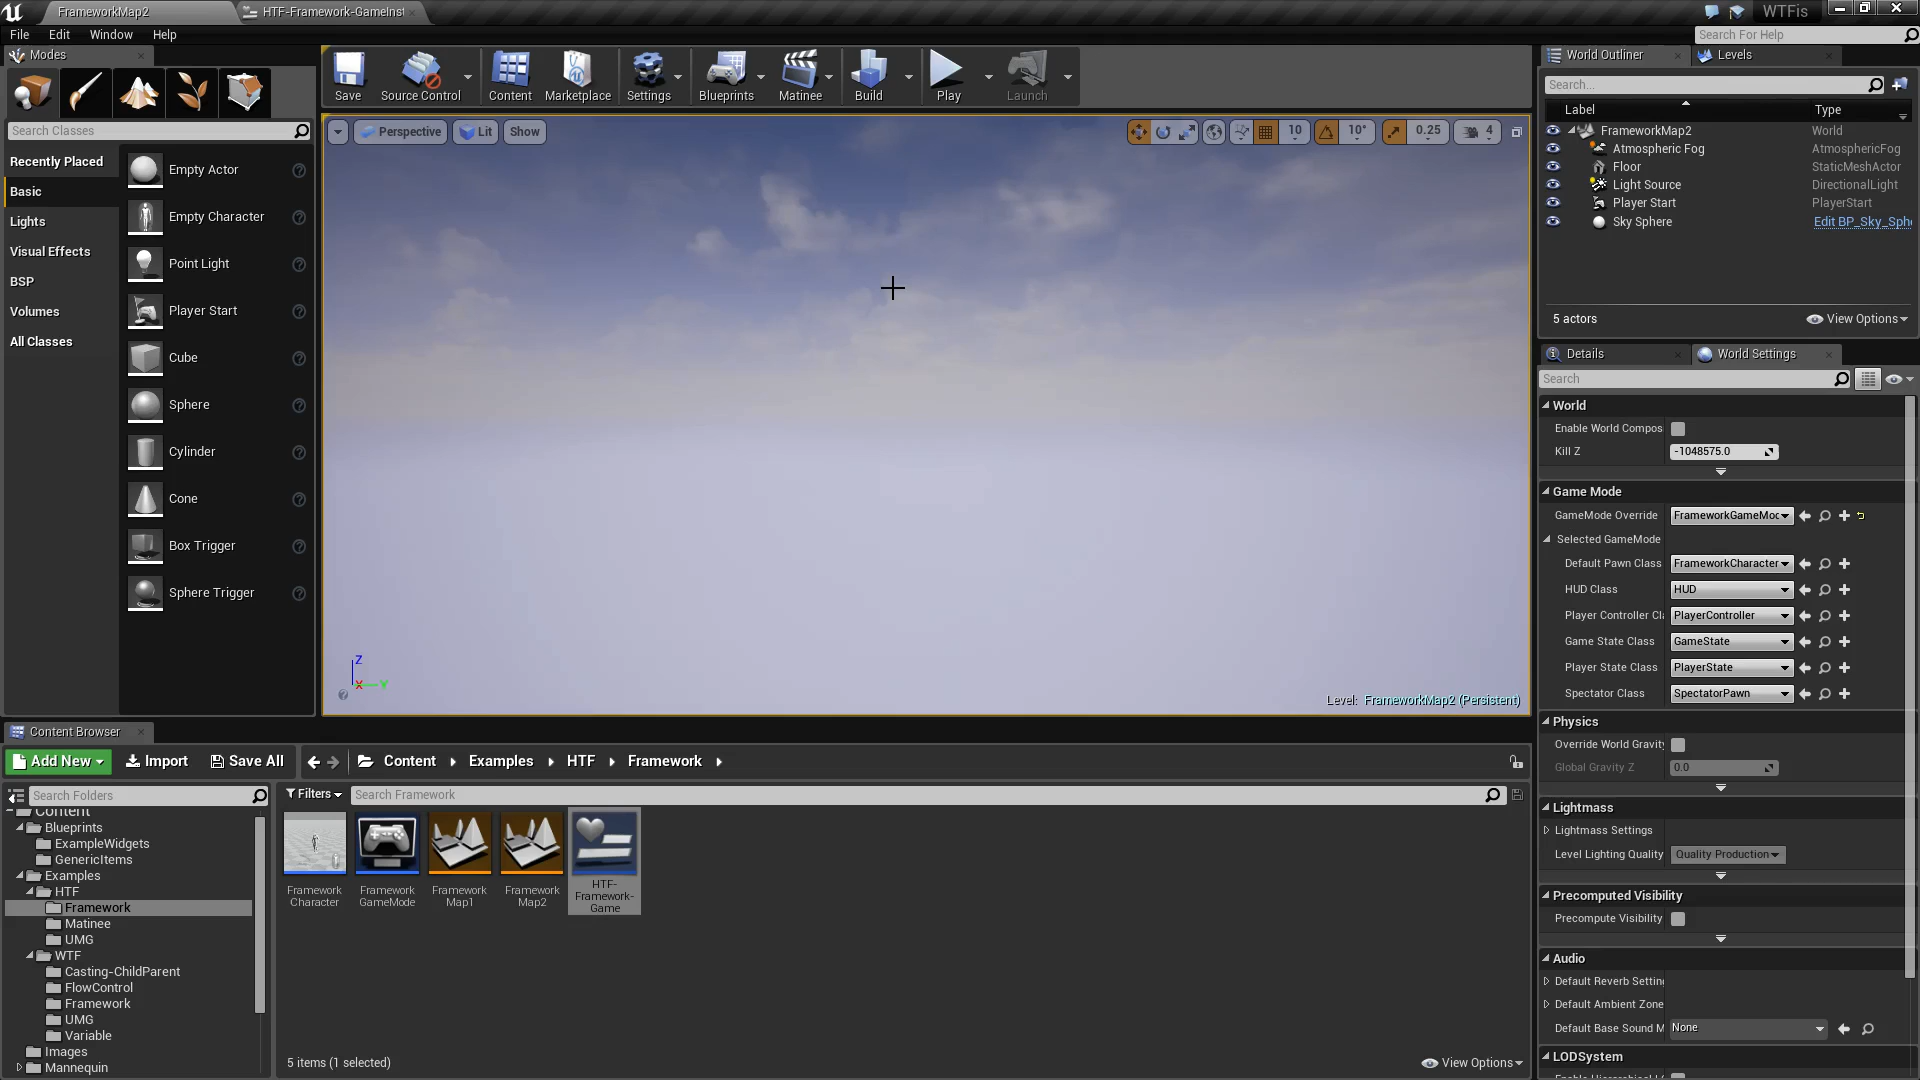 FrameworkMap2
HTF-Framework-GameInst
WTFis
File Edit Window Help
Search For Help
Modes
Search Classes
Recently Placed
Basic
Lights
Visual Effects
BSP
Volumes
All Classes
Empty Actor
Empty Character
Point Light
Player Start
Cube
Sphere
Cylinder
Cone
Box Trigger
Sphere Trigger
Save
Source Control
Content
Marketplace
Settings
Blueprints
Matinee
Build
Play
Launch
Perspective
Lit
Show
10
10°
0.25
4
Z
X
Y
Level: FrameworkMap2 (Persistent)
World Outliner
Levels
Search...
Label Type
FrameworkMap2 World
Atmospheric Fog AtmosphericFog
Floor StaticMeshActor
Light Source DirectionalLight
Player Start PlayerStart
Sky Sphere Edit BP_Sky_Sph
5 actors
View Options
Details
World Settings
Search
World
Enable World Compos
Kill Z -1048575.0
Game Mode
GameMode Override FrameworkGameMod
Selected GameMode
Default Pawn Class FrameworkCharacter
HUD Class HUD
Player Controller Cl PlayerController
Game State Class GameState
Player State Class PlayerState
Spectator Class SpectatorPawn
Physics
Override World Gravity
Global Gravity Z 0.0
Lightmass
Lightmass Settings
Level Lighting Quality Quality Production
Precomputed Visibility
Precompute Visibility
Audio
Default Reverb Setting
Default Ambient Zone
Default Base Sound M None
LODSystem
Content Browser
Add New
Import
Save All
Content
Examples
HTF
Framework
Search Folders
Filters
Search Framework
Content
Blueprints
ExampleWidgets
GenericItems
Examples
HTF
Framework
Matinee
UMG
WTF
Casting-ChildParent
FlowControl
Framework
UMG
Variable
Images
Mannequin
Framework
Character
Framework
GameMode
Framework
Map1
Framework
Map2
HTF-
Framework-
Game
5 items (1 selected)
View Options